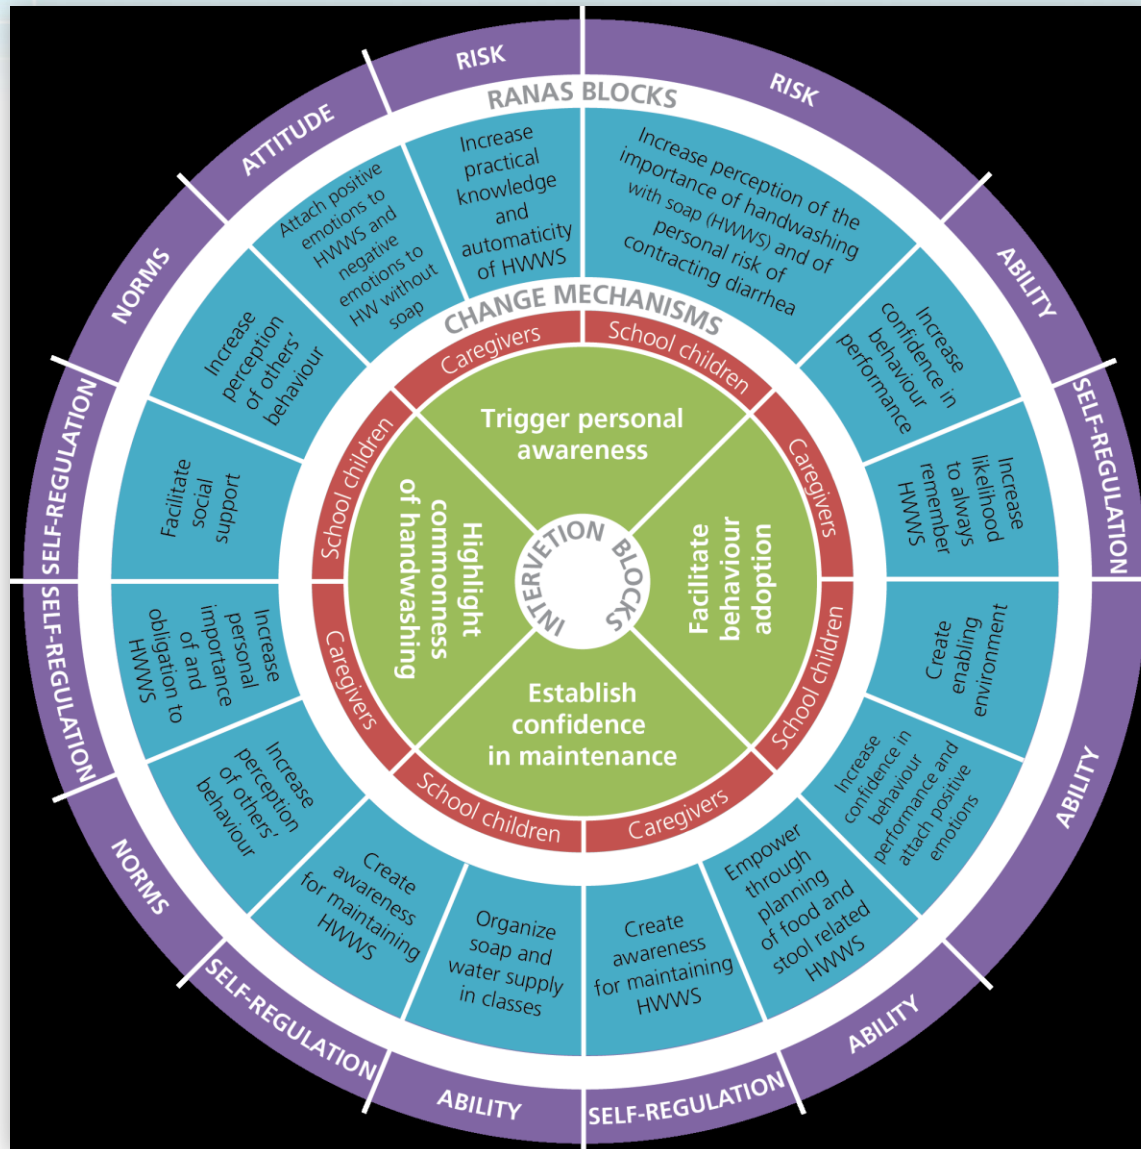 RISK
RISK
ABILITY
SELF-REGULATION
ABILITY
ABILITY
SELF-REGULATION
ABILITY
SELF-REGULATION
NORMS
SELF-REGULATION
SELF-REGULATION
NORMS
ATTITUDE
RANAS BLOCKS
Increase
practical
knowledge
and
automaticity
of HWWS
Increase perception of the
importance of handwashing
with soap (HWWS) and of
personal risk of
contracting diarrhea
Increase
confidence in
behaviour
performance
Increase
likelihood
to always
remember
HWWS
Create
enabling
environment
Increase
confidence in
behaviour
performance and
attach positive
emotions
Empower
through
planning
of food and
stool related
HWWS
Create
awareness
for maintaining
HWWS
Organize
soap and
water supply
in classes
Create
awareness
for maintaining
HWWS
Increase
perception
of others’
behaviour
Increase
personal
importance
of and
obligation to
HWWS
Facilitate
social
support
Increase
perception
of others’
behaviour
Attach positive
emotions to
HWWS and
negative
emotions to
HW without
soap
CHANGE MECHANISMS
Caregivers
School children
Caregivers
School children
Caregivers
School children
Caregivers
School children
Trigger personal
awareness
Facilitate
behaviour
adoption
Establish
confidence
in maintenance
Highlight
commonness
of handwashing
INTERVETION BLOCKS